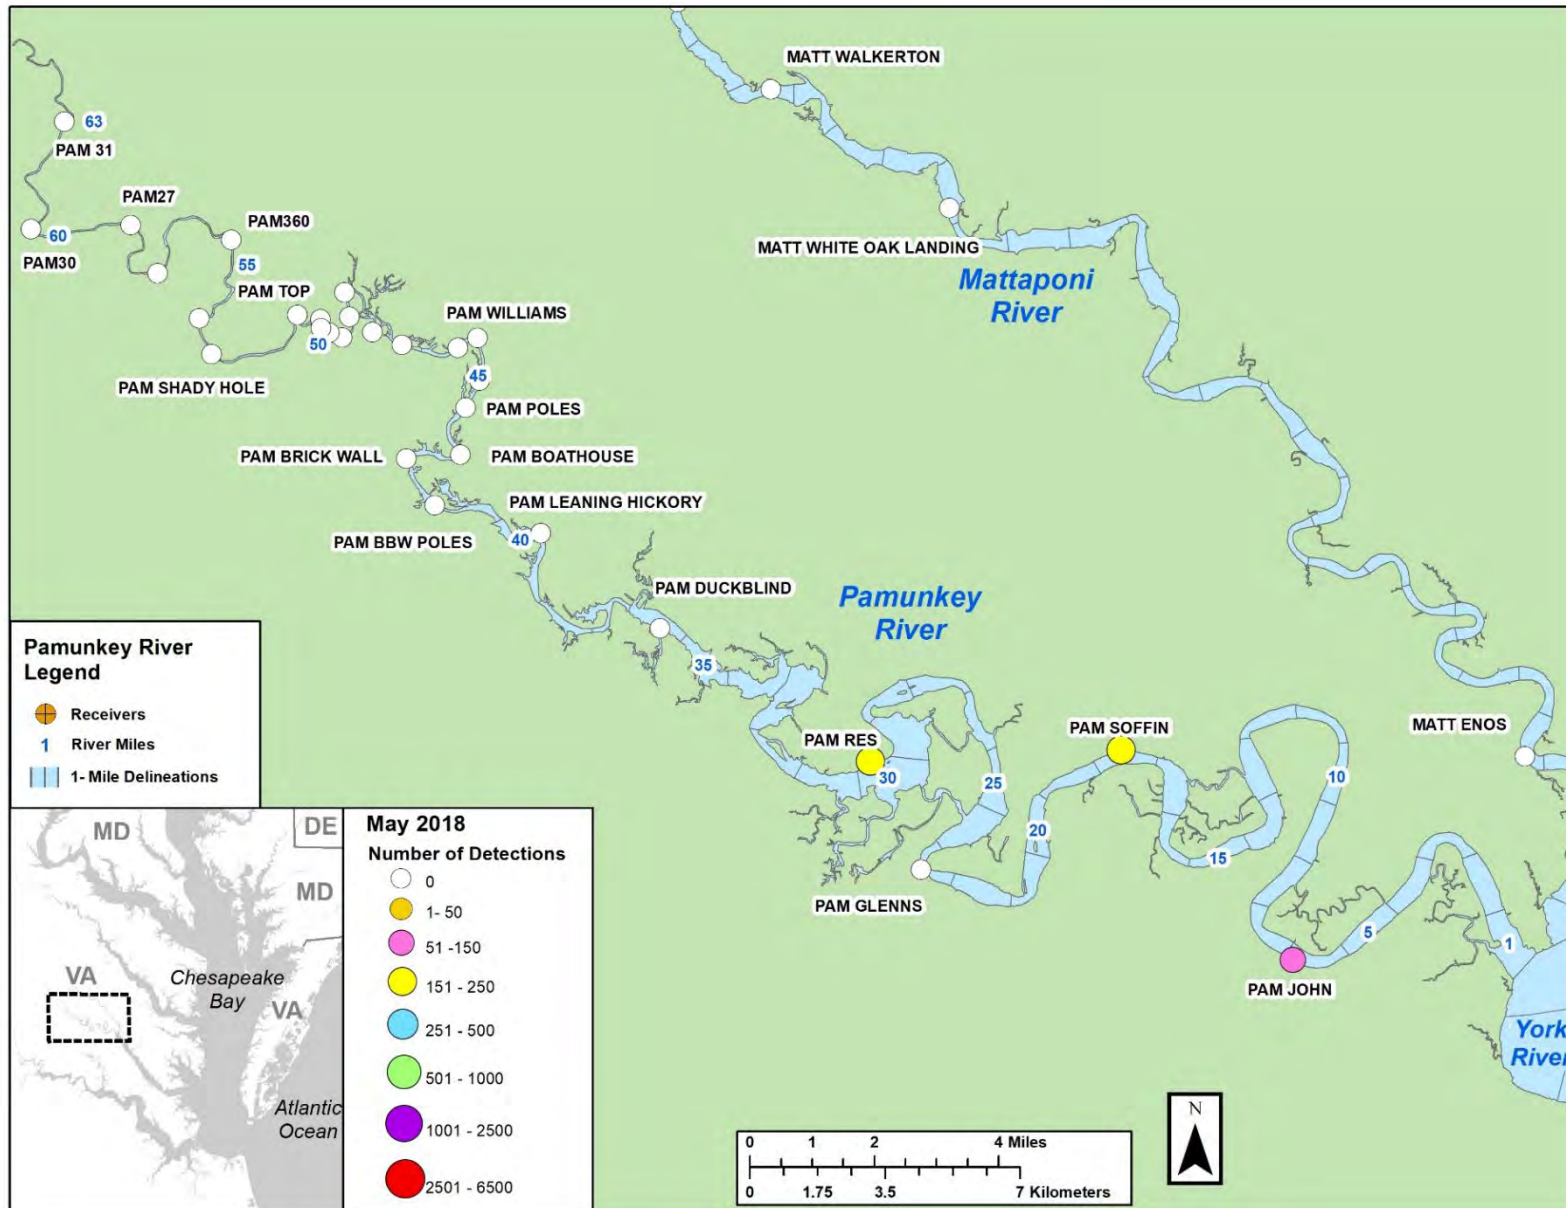 MATT WALKERTON
63
PAM 31
PAM27
PAM360
60
PAM30
MATT WHITE OAK LANDING
55
Mattaponi
River
PAM TOP
PAM WILLIAMS
50
45
PAM SHADY HOLE
PAM POLES
PAM BRICK WALL
PAM BOATHOUSE
PAM LEANING HICKORY
40
PAM BBW POLES
PAM DUCKBLIND
Pamunkey
River
35
PAM RES
PAM SOFFIN
MATT ENOS
30
25
10
20
15
PAM GLENNS
5
1
PAM JOHN
York
River
Pamunkey River
Legend
Receivers
1 River Miles
1- Mile Delineations
MD
DE
MD
VA
Chesapeake
Bay
VA
Atlantic
Ocean
May 2018
Number of Detections
0
1- 50
51 -150
151 - 250
251 - 500
501 - 1000
1001 - 2500
2501 - 6500
0 1 2 4 Miles
0 1.75 3.5 7 Kilometers
N